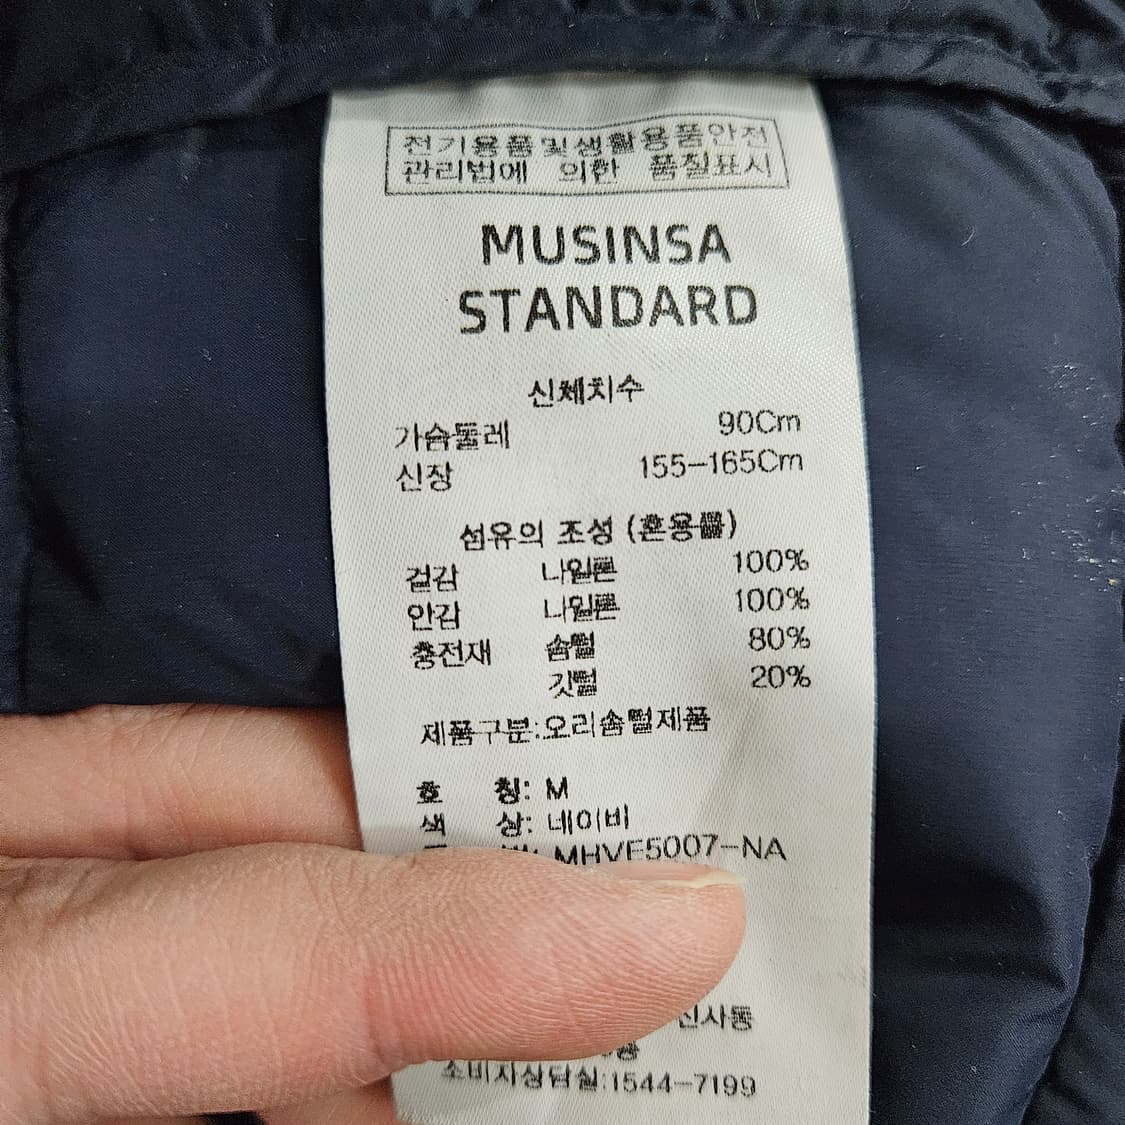 전기용품및생활용품안전
관리법에 의한 품질표시
MUSINSA
STANDARD
신체치수
가슴둘레 90Cm
신장 155-165Cm
섬유의 조성 (혼용률)
겉감 나일론 100%
안감 나일론 100%
충전재 솜털 80%
깃털 20%
제품구분:오리솜털제품
호 칭: M
색 상: 네이비
MHVE5007-NA
신사동
소비자상담실:1544-7199